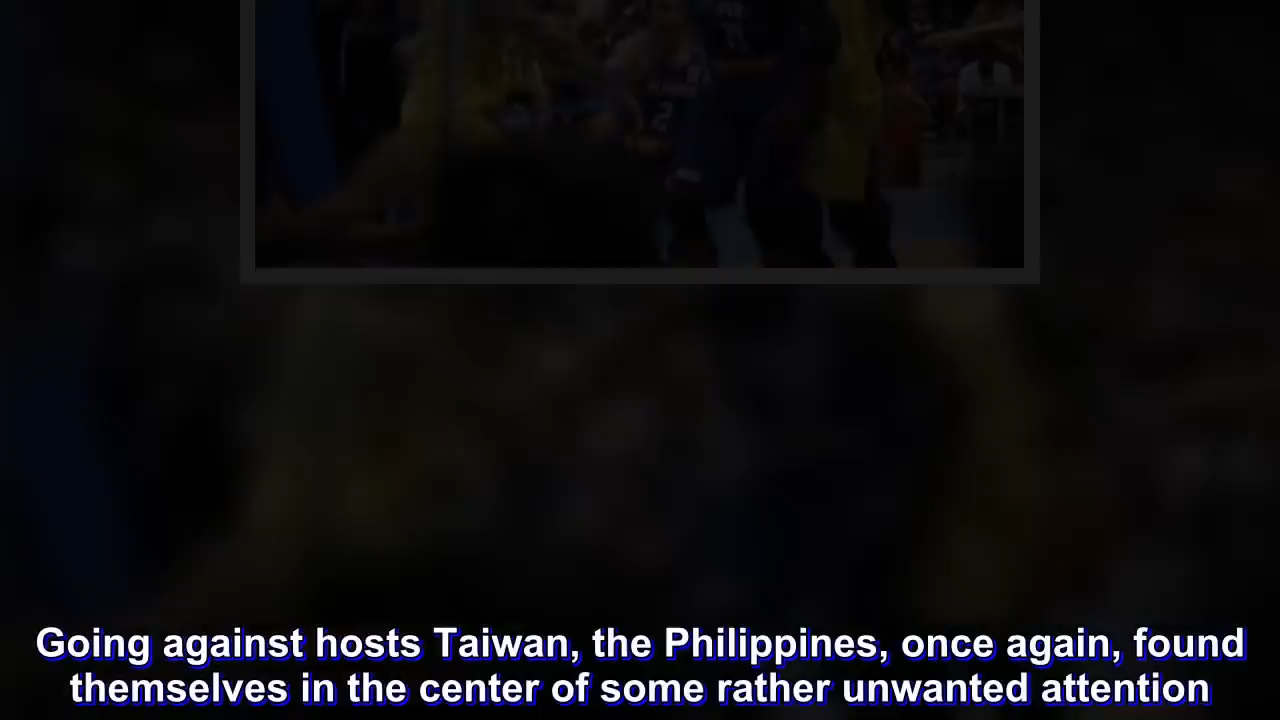 Going against hosts Taiwan, the Philippines, once again, found
themselves in the center of some rather unwanted attention